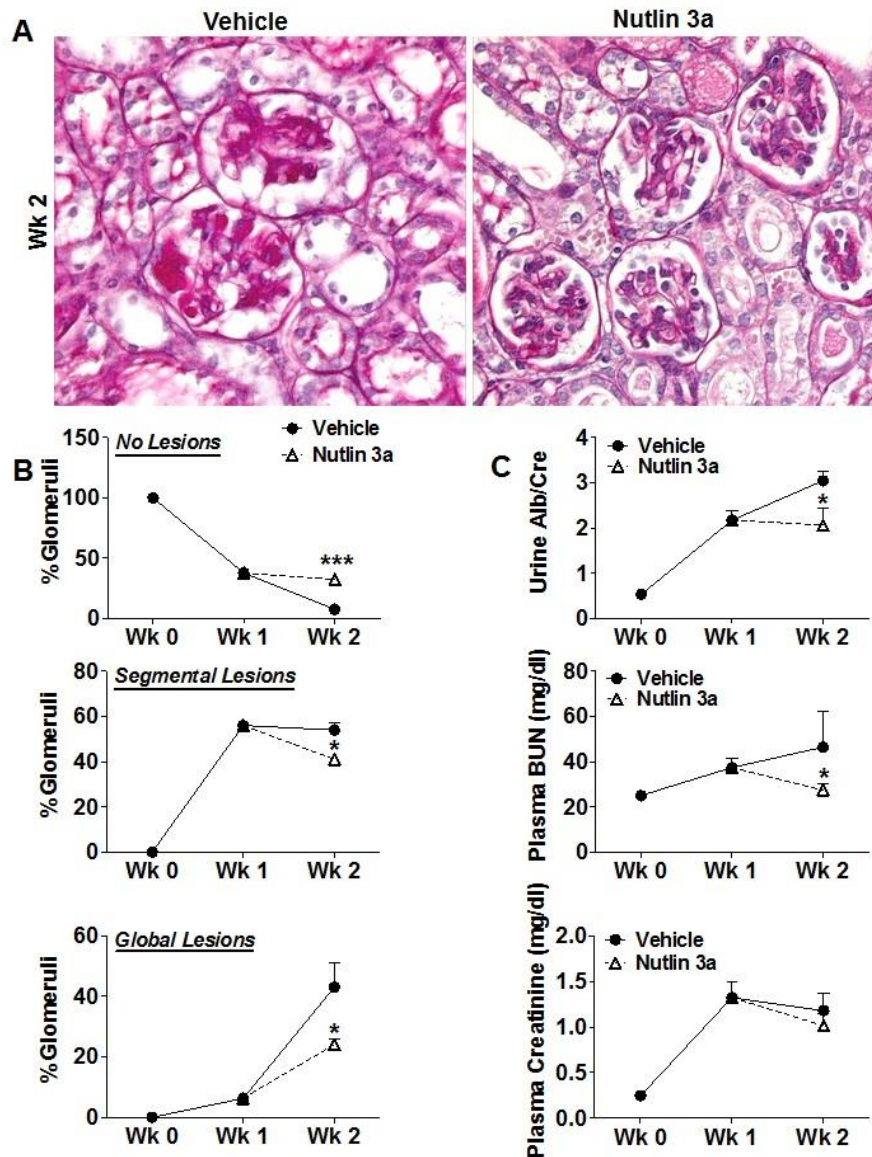 A
Vehicle
Nutlin 3a
Wk 2
B
No Lesions
Vehicle
Nutlin 3a
%Glomeruli
150
100
50
0
***
Wk 0 Wk 1 Wk 2
Segmental Lesions
%Glomeruli
80
60
40
20
0
*
Wk 0 Wk 1 Wk 2
Global Lesions
%Glomeruli
60
40
20
0
*
Wk 0 Wk 1 Wk 2
C
Vehicle
Nutlin 3a
Urine Alb/Cre
4
3
2
1
0
*
Wk 0 Wk 1 Wk 2
Vehicle
Nutlin 3a
Plasma BUN (mg/dl)
80
60
40
20
0
*
Wk 0 Wk 1 Wk 2
Vehicle
Nutlin 3a
Plasma Creatinine (mg/dl)
2.0
1.5
1.0
0.5
0.0
Wk 0 Wk 1 Wk 2